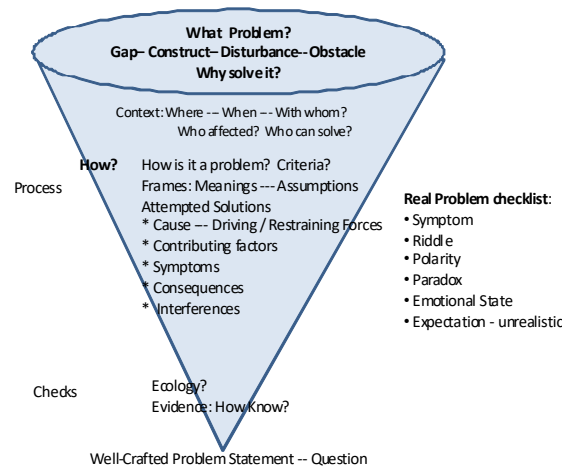 What Problem?
Gap– Construct– Disturbance-- Obstacle
Why solve it?
Context: Where --- When --- With whom?
Who affected? Who can solve?
How? How is it a problem? Criteria?
Process
Frames: Meanings --- Assumptions
Attempted Solutions
* Cause --- Driving / Restraining Forces
* Contributing factors
* Symptoms
* Consequences
* Interferences
Real Problem checklist:
• Symptom
• Riddle
• Polarity
• Paradox
• Emotional State
• Expectation - unrealistic
Checks
Ecology?
Evidence: How Know?
Well-Crafted Problem Statement -- Question